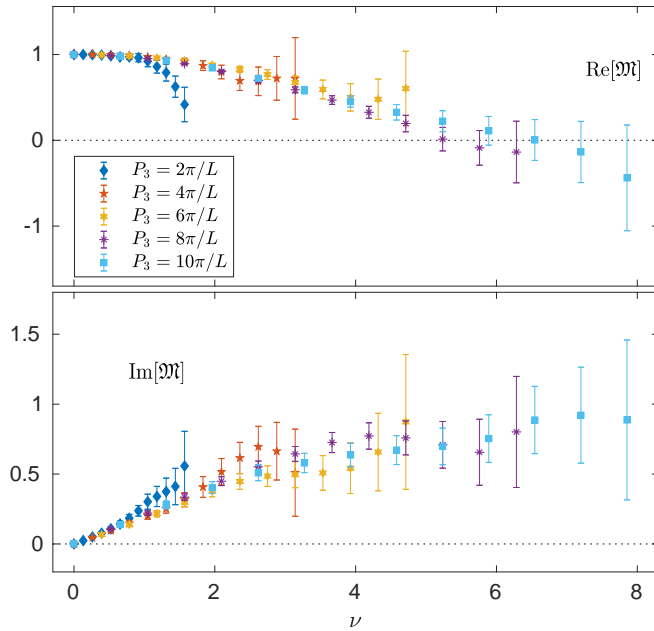 1
Re[𝔐]
0
P₃ = 2π/L
P₃ = 4π/L
P₃ = 6π/L
P₃ = 8π/L
P₃ = 10π/L
-1
1.5
Im[𝔐]
1
0.5
0
0 2 4 6 8
ν